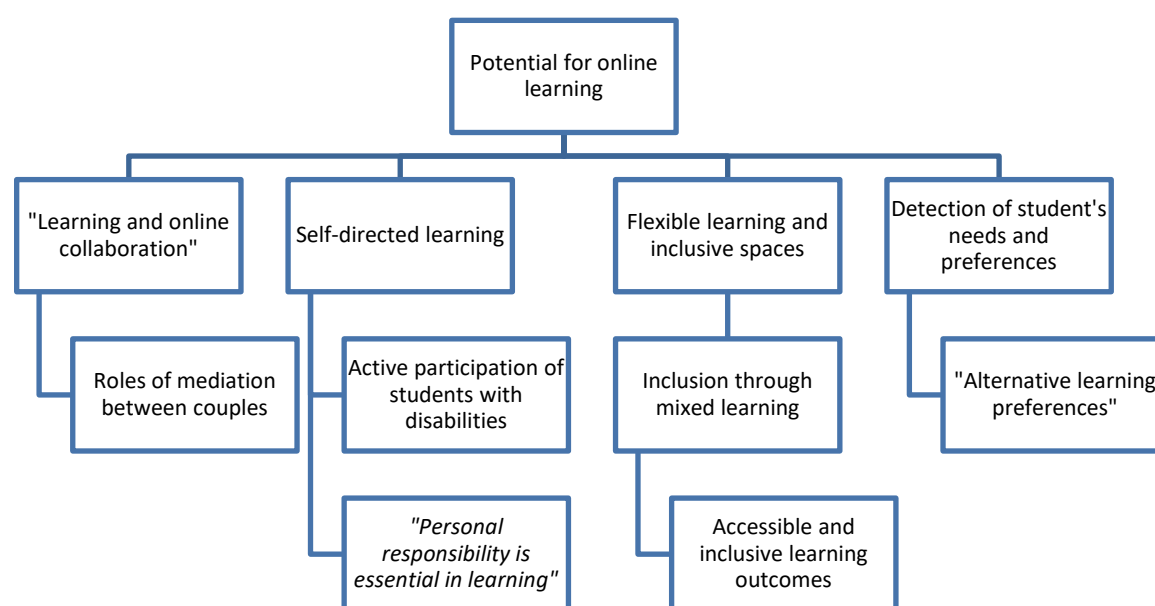 Potential for online
learning
"Learning and online
collaboration"
Self-directed learning
Flexible learning and
inclusive spaces
Detection of student's
needs and
preferences
Roles of mediation
between couples
Active participation of
students with
disabilities
Inclusion through
mixed learning
"Alternative learning
preferences"
"Personal
responsibility is
essential in learning"
Accessible and
inclusive learning
outcomes